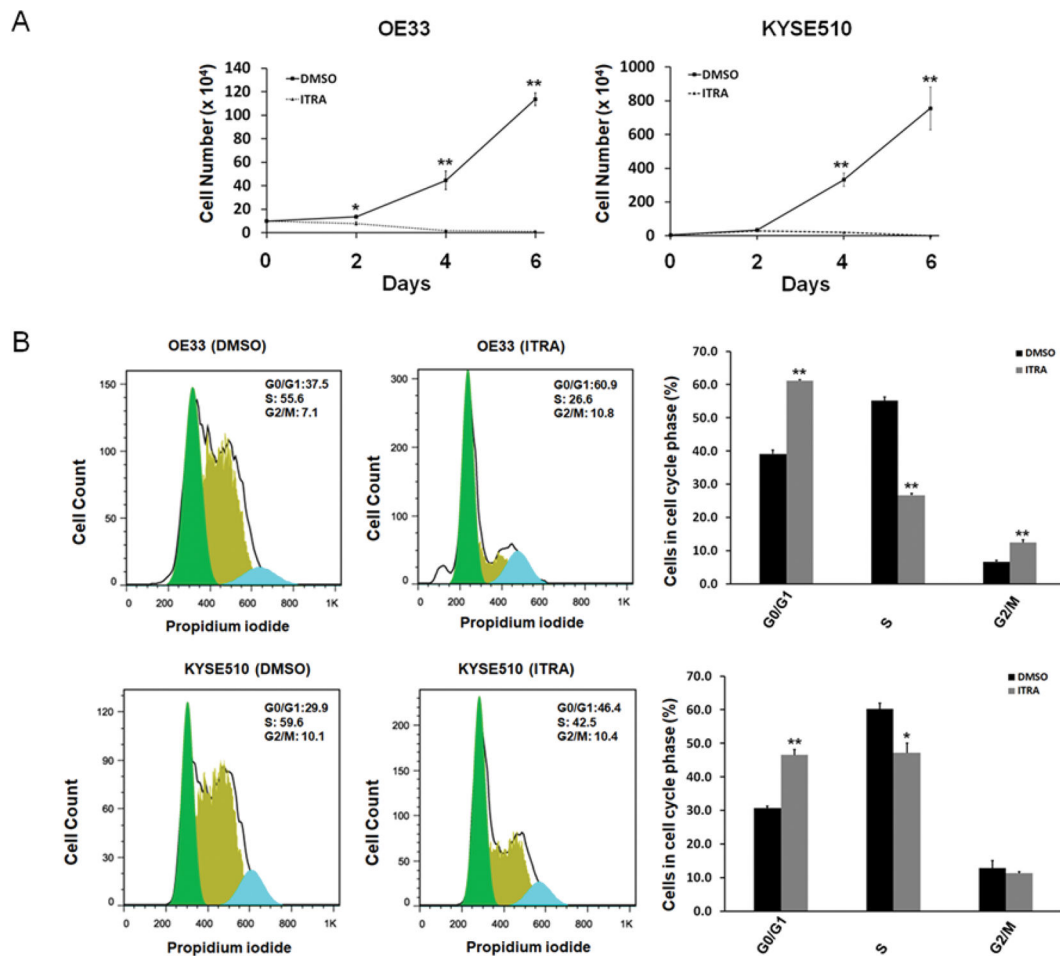 A
OE33
Cell Number (x 10⁴)
140
120
100
80
60
40
20
0
DMSO
ITRA
*
**
**
0 2 4 6
Days
KYSE510
Cell Number (x 10⁴)
1000
800
600
400
200
0
DMSO
ITRA
**
**
0 2 4 6
Days
B
OE33 (DMSO)
Cell Count
150
100
50
0
G0/G1:37.5
S: 55.6
G2/M: 7.1
0 200 400 600 800 1K
Propidium iodide
OE33 (ITRA)
Cell Count
300
200
100
0
G0/G1:60.9
S: 26.6
G2/M: 10.8
0 200 400 600 800 1K
Propidium iodide
Cells in cell cycle phase (%)
70.0
60.0
50.0
40.0
30.0
20.0
10.0
0.0
DMSO
ITRA
**
**
**
G0/G1
S
G2/M
KYSE510 (DMSO)
Cell Count
120
90
60
30
0
G0/G1:29.9
S: 59.6
G2/M: 10.1
0 200 400 600 800 1K
Propidium iodide
KYSE510 (ITRA)
Cell Count
200
150
100
50
0
G0/G1:46.4
S: 42.5
G2/M: 10.4
0 200 400 600 800 1K
Propidium iodide
Cells in cell cycle phase (%)
70.0
60.0
50.0
40.0
30.0
20.0
10.0
0.0
DMSO
ITRA
**
*
G0/G1
S
G2/M